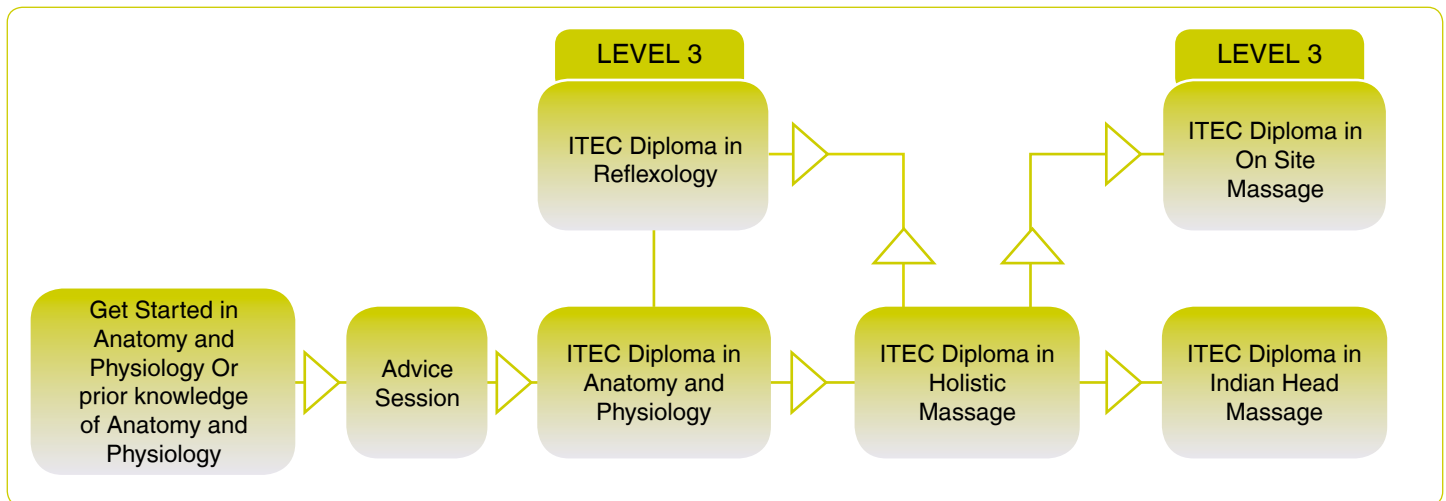 LEVEL 3
ITEC Diploma in
Reflexology
LEVEL 3
ITEC Diploma in
On Site
Massage
Get Started in
Anatomy and
Physiology Or
prior knowledge
of Anatomy and
Physiology
Advice
Session
ITEC Diploma in
Anatomy and
Physiology
ITEC Diploma in
Holistic
Massage
ITEC Diploma in
Indian Head
Massage